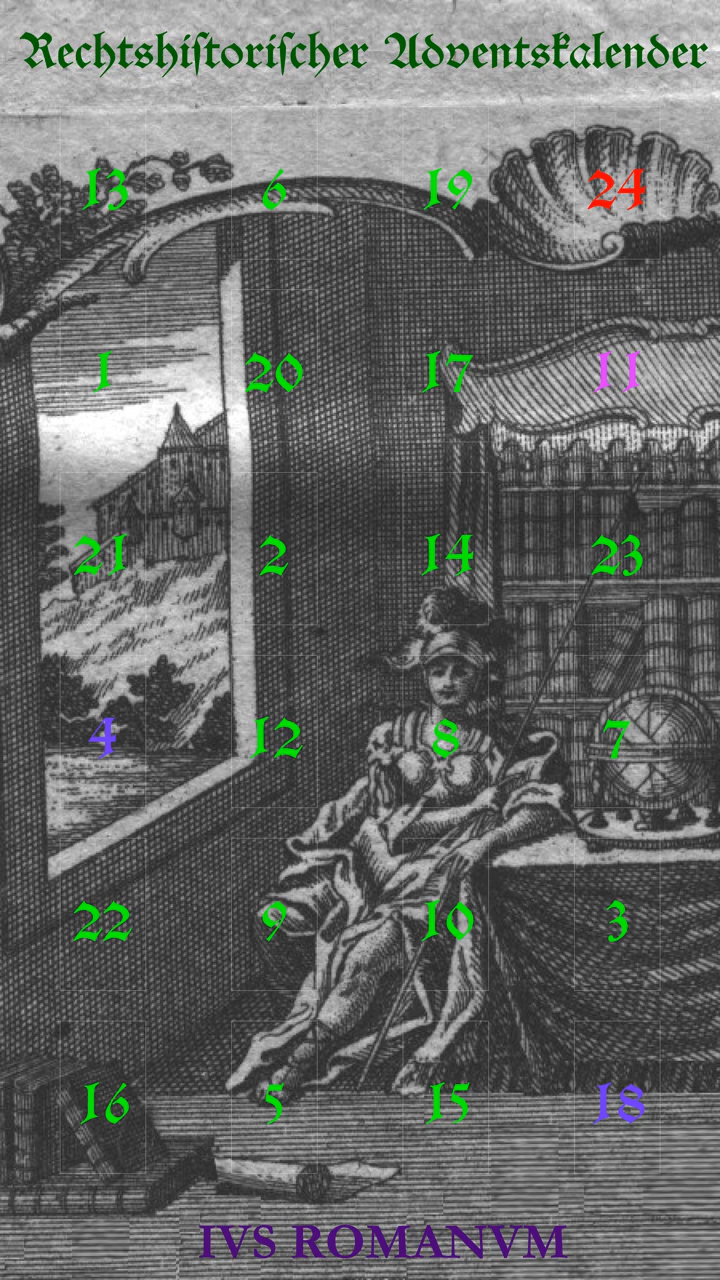 Rechtshiſtoriſcher Adventskalender
13 6 19 24
1 20 17 11
21 2 14 23
4 12 8 7
22 9 10 3
16 5 15 18
IVS ROMANVM